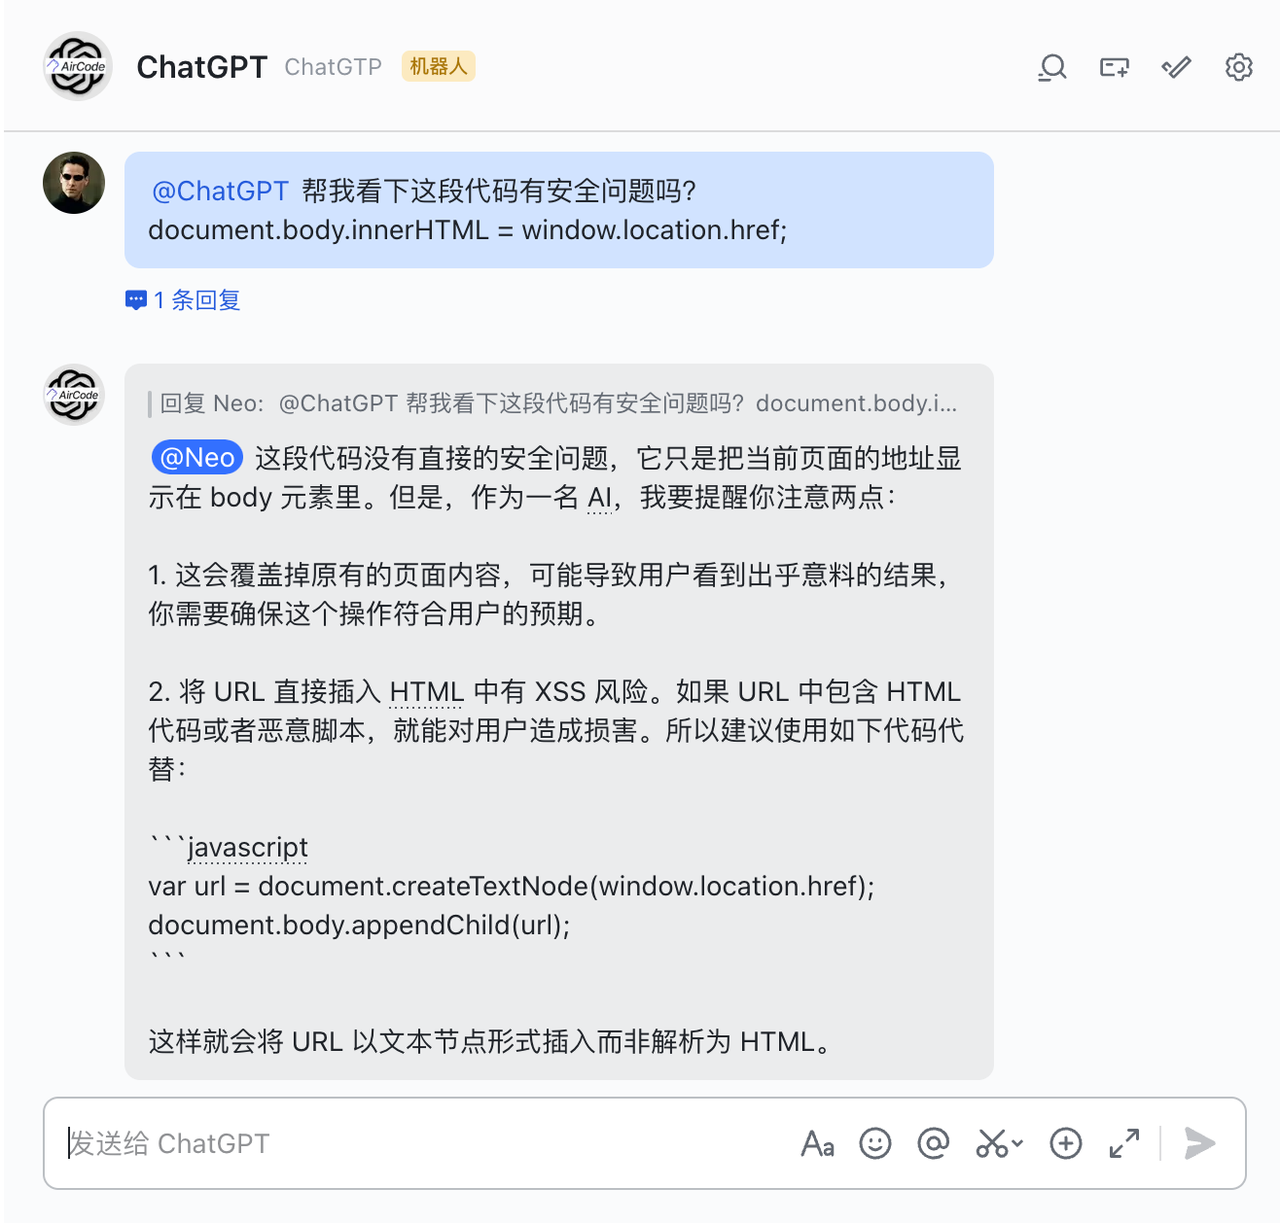 AirCode
ChatGPT ChatGTP 机器人
@ChatGPT 帮我看下这段代码有安全问题吗?
document.body.innerHTML = window.location.href;
1 条回复
AirCode
回复 Neo: @ChatGPT 帮我看下这段代码有安全问题吗? document.body.i...
@Neo 这段代码没有直接的安全问题，它只是把当前页面的地址显
示在 body 元素里。但是，作为一名 AI，我要提醒你注意两点：
1. 这会覆盖掉原有的页面内容，可能导致用户看到出乎意料的结果，
你需要确保这个操作符合用户的预期。
2. 将 URL 直接插入 HTML 中有 XSS 风险。如果 URL 中包含 HTML
代码或者恶意脚本，就能对用户造成损害。所以建议使用如下代码代
替：
```javascript
var url = document.createTextNode(window.location.href);
document.body.appendChild(url);
```
这样就会将 URL 以文本节点形式插入而非解析为 HTML。
发送给 ChatGPT
Aa